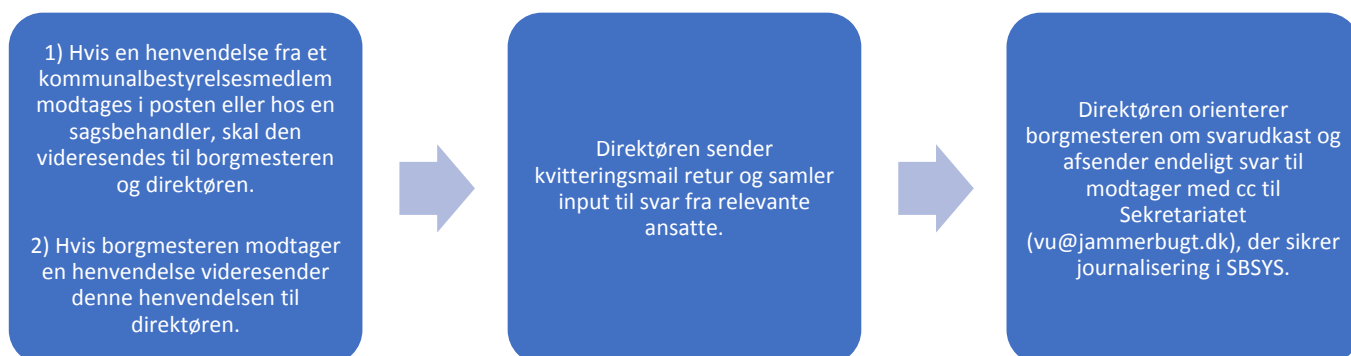 1) Hvis en henvendelse fra et
kommunalbestyrelsesmedlem
modtages i posten eller hos en
sagsbehandler, skal den
videresendes til borgmesteren
og direktøren.
2) Hvis borgmesteren modtager
en henvendelse videresender
denne henvendelsen til
direktøren.
Direktøren sender
kvitteringsmail retur og samler
input til svar fra relevante
ansatte.
Direktøren orienterer
borgmesteren om svarudkast og
afsender endeligt svar til
modtager med cc til
Sekretariatet
(vu@jammerbugt.dk), der sikrer
journalisering i SBSYS.